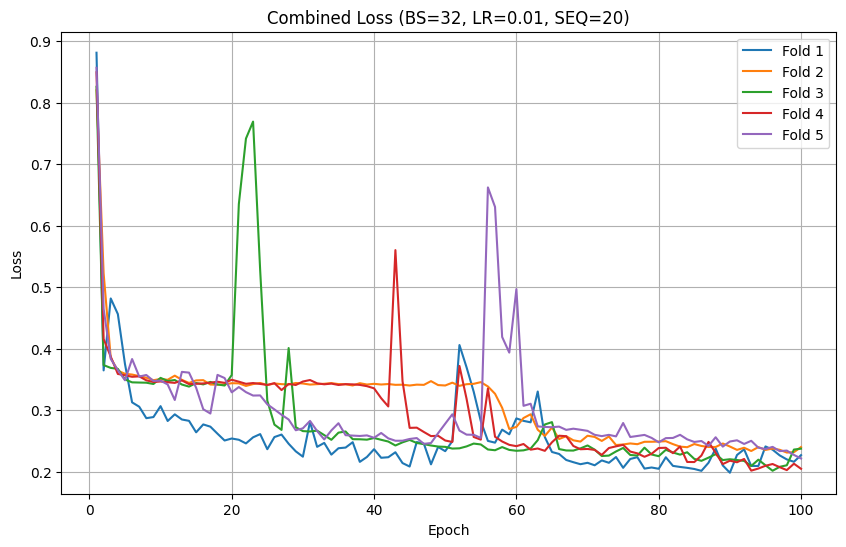 Combined Loss (BS=32, LR=0.01, SEQ=20)
Loss
0.9
0.8
0.7
0.6
0.5
0.4
0.3
0.2
Fold 1
Fold 2
Fold 3
Fold 4
Fold 5
0 20 40 60 80 100
Epoch